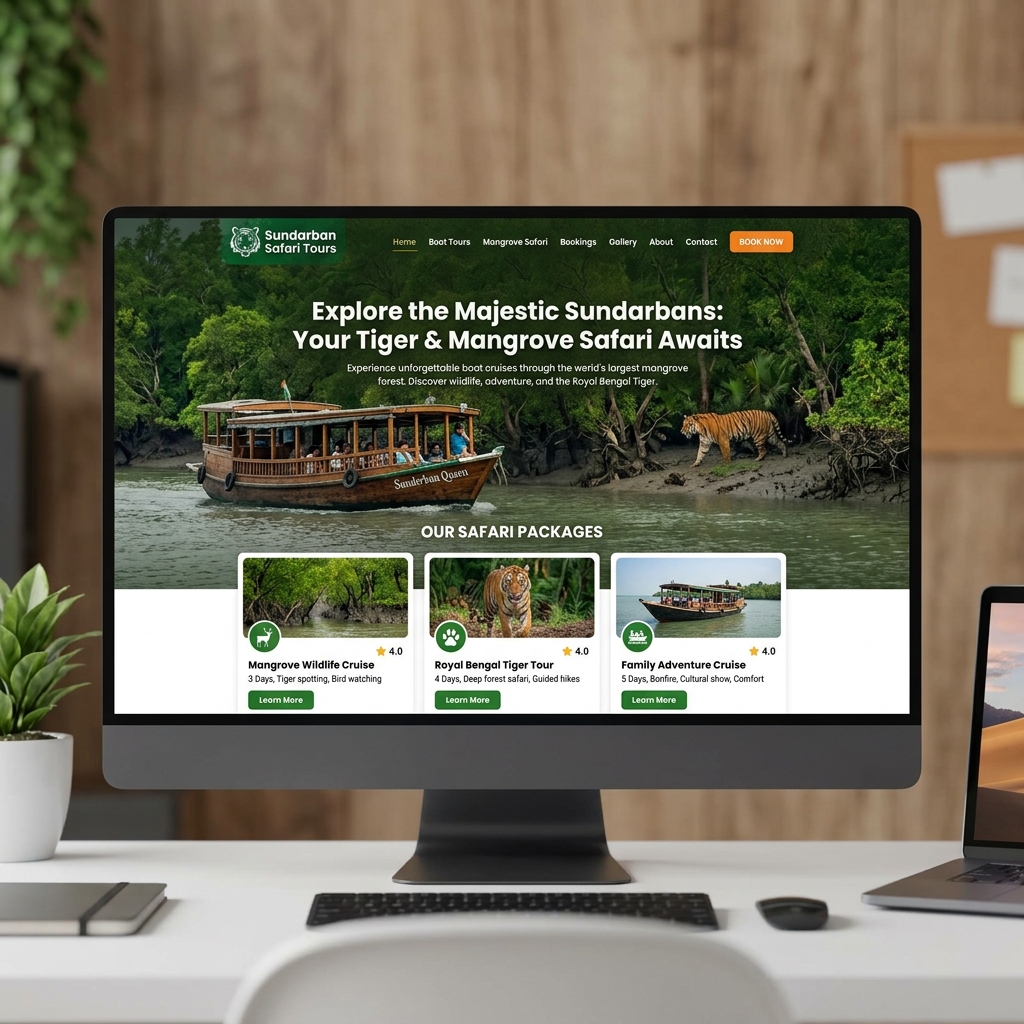 Sundarban
Safari Tours
Home
Boat Tours
Mangrove Safari
Bookings
Gallery
About
Contact
BOOK NOW
Explore the Majestic Sundarbans:
Your Tiger & Mangrove Safari Awaits
Experience unforgettable boat cruises through the werld's largest mangrove
forest. Discover wildlife, adventure, and the Royal Bengal Tiger.
Sunderban Qasen
OUR SAFARI PACKAGES
4.0
Mangrove Wildlife Cruise
3 Days, Tiger spotting, Bird watching
Learn More
4.0
Royal Bengal Tiger Tour
4 Days, Deep forest safari, Guided hikes
Learn More
4.0
Family Adventure Cruise
5 Days, Bonfire, Cultural show, Comfort
Learn More